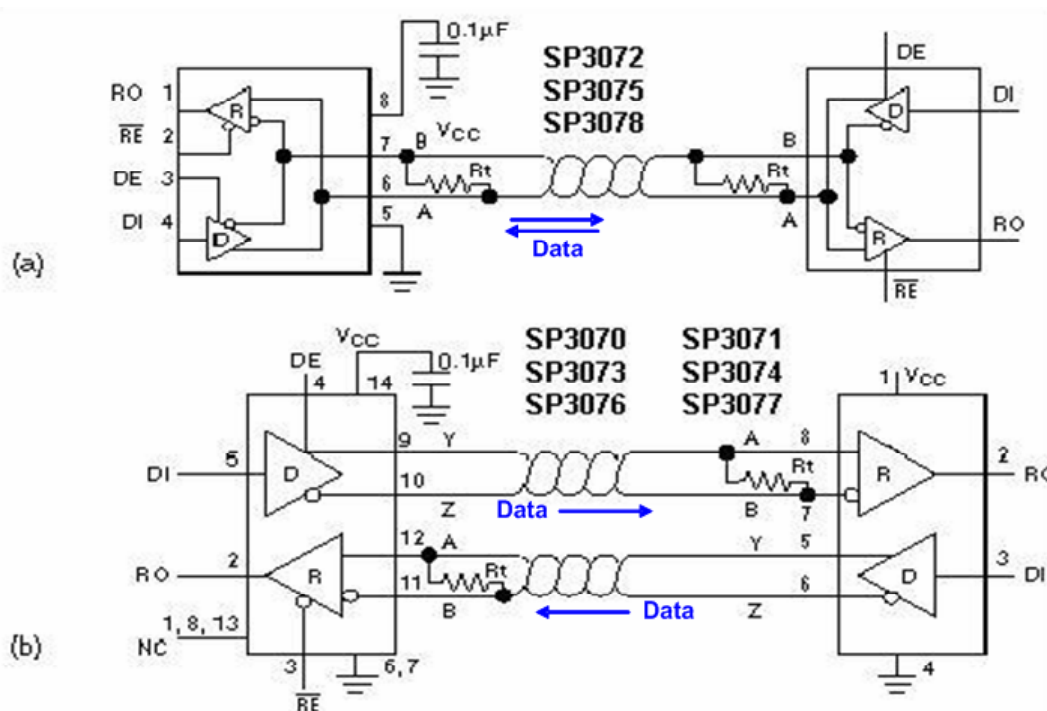 0.1µF
SP3072
SP3075
SP3078
DE
RO 1
8
R
D
DI
RE
2
7 B VCC
B
DE 3
Rt
Rt
6
A
A
DI 4
5
D
Data
R
RO
(a)
RE
VCC
SP3070
SP3071
DE
0.1µF
SP3073
SP3074
4
14
SP3076
SP3077
1 VCC
9 Y
A 8
DI 5
D
Rt
R
2
RO
10
Z
Data
B
7
12 A
Y 5
RO 2
R
Rt
D
3
DI
11
6
B
Data
Z
1, 8, 13
NC
(b)
3
6, 7
4
RE